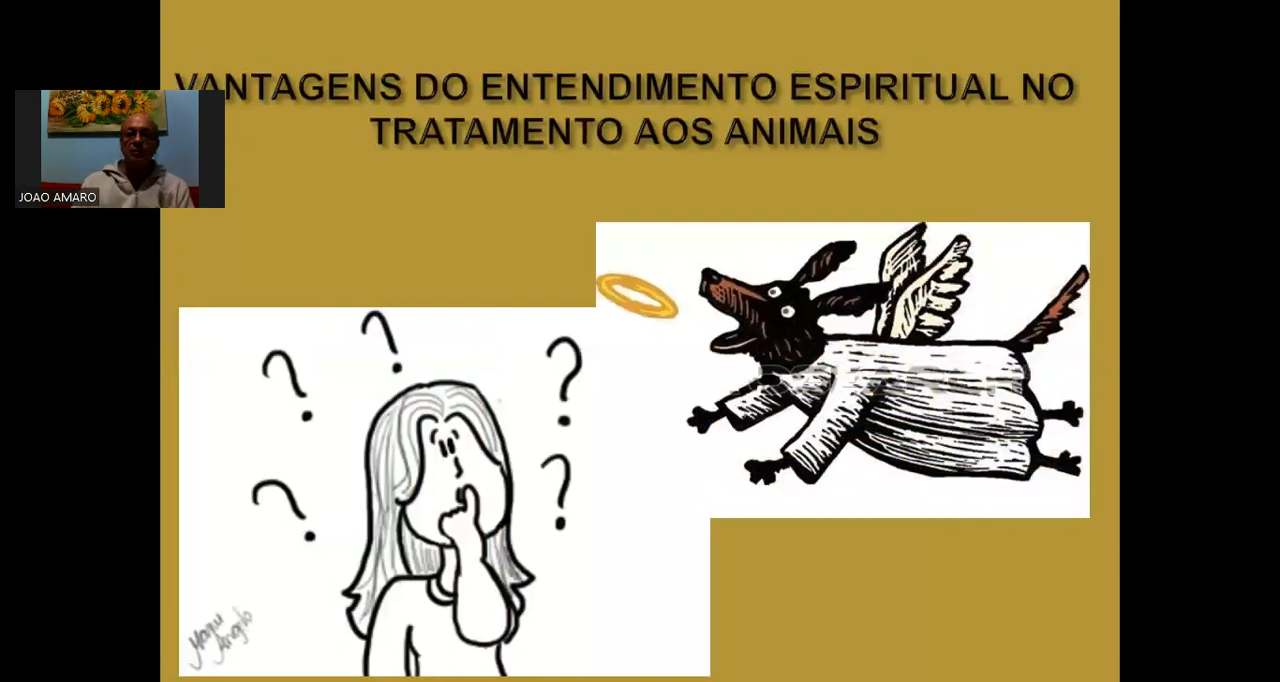 VANTAGENS DO ENTENDIMENTO ESPIRITUAL NO
TRATAMENTO AOS ANIMAIS
JOAO AMARO
? ? ? ? ?